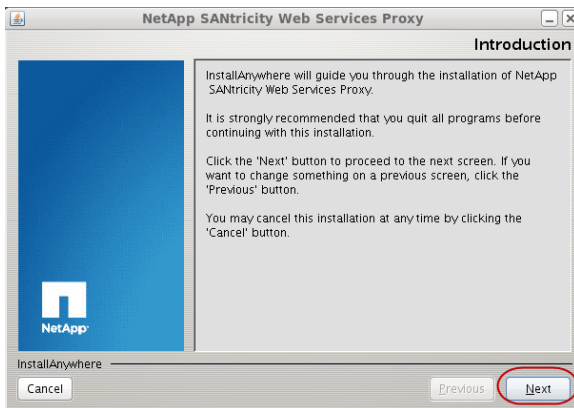 NetApp SANtricity Web Services Proxy
Introduction
InstallAnywhere will guide you through the installation of NetApp
SANtricity Web Services Proxy.
It is strongly recommended that you quit all programs before
continuing with this installation.
Click the 'Next' button to proceed to the next screen. If you
want to change something on a previous screen, click the
'Previous' button.
You may cancel this installation at any time by clicking the
'Cancel' button.
NetApp
InstallAnywhere
Cancel
Previous
Next